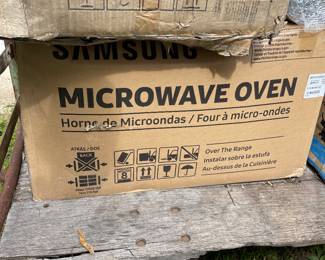 SAMSUNG
MICROWAVE OVEN
Horno de Microondas / Four à micro-ondes
Over The Range
Instalar sobre la estufa
Au-dessus de la Cuisinière
8